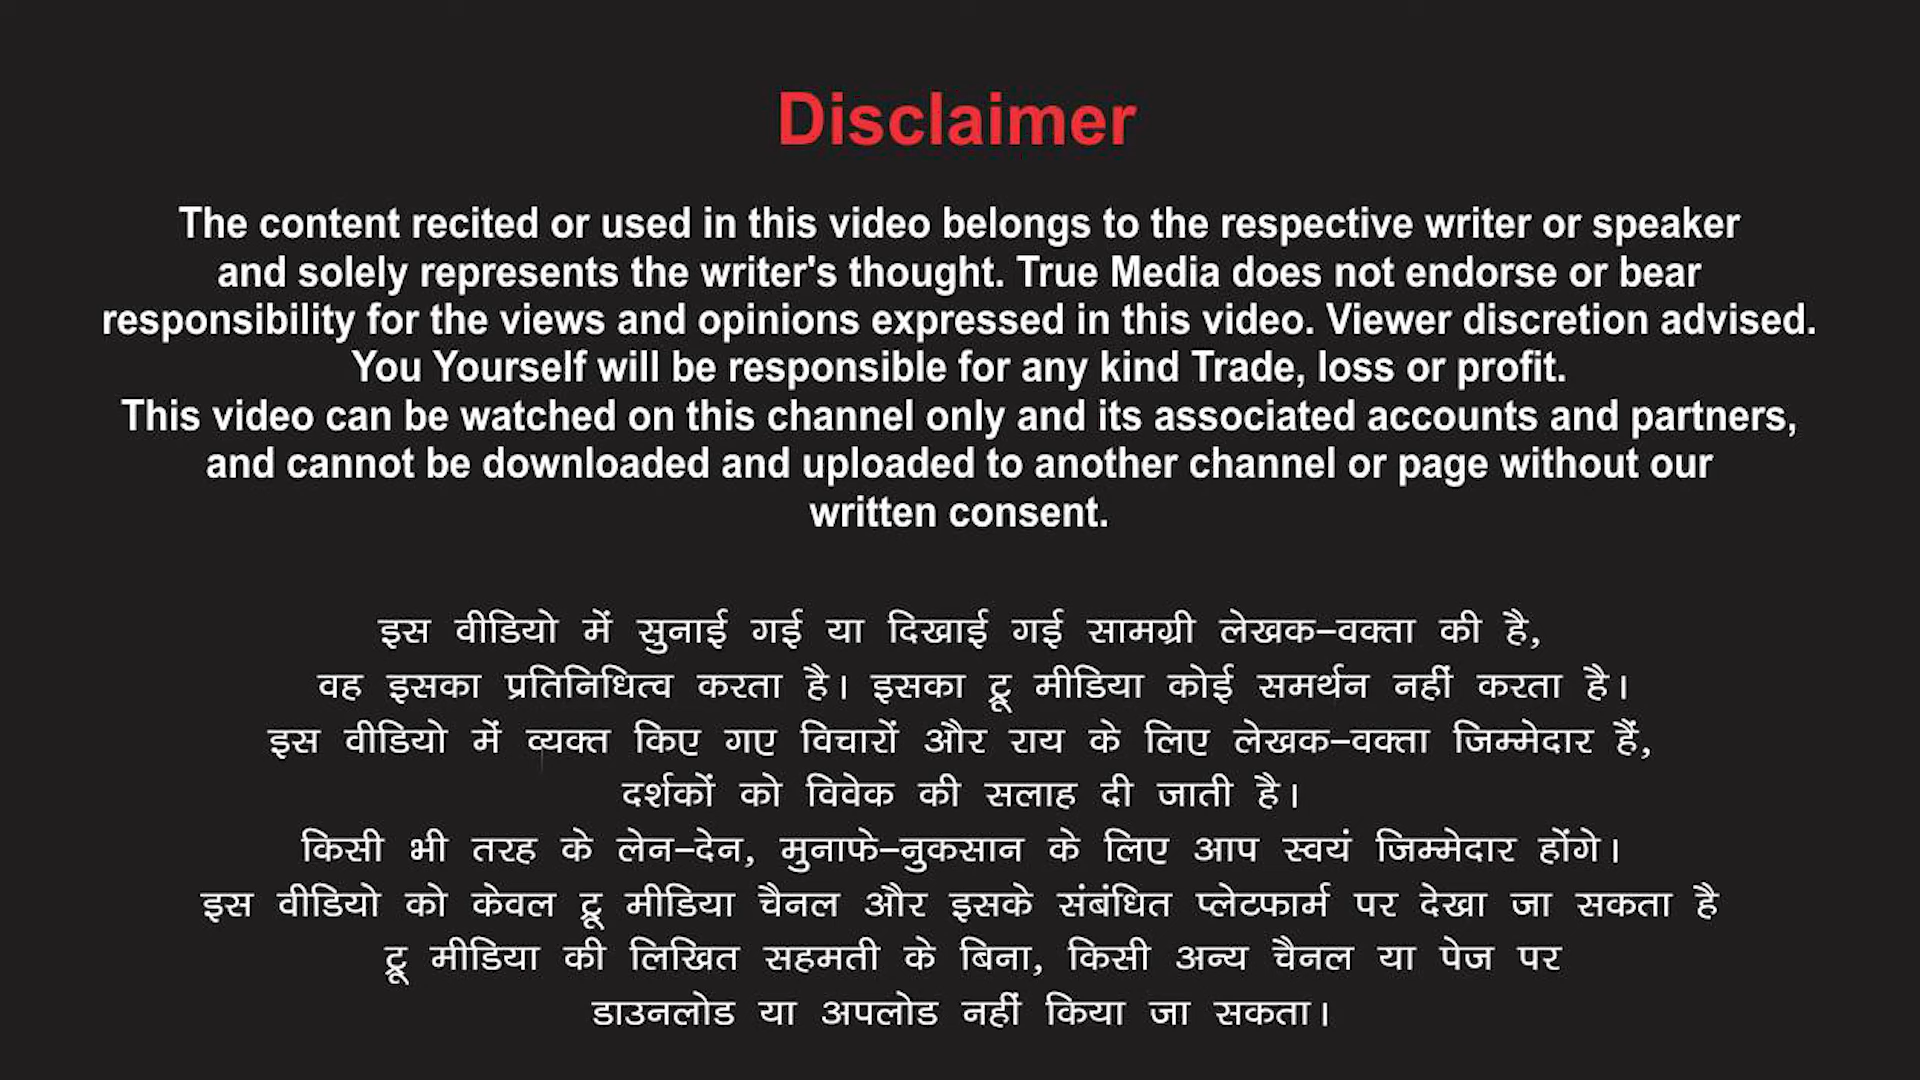 Disclaimer
The content recited or used in this video belongs to the respective writer or speaker
and solely represents the writer's thought. True Media does not endorse or bear
responsibility for the views and opinions expressed in this video. Viewer discretion advised.
You Yourself will be responsible for any kind Trade, loss or profit.
This video can be watched on this channel only and its associated accounts and partners,
and cannot be downloaded and uploaded to another channel or page without our
written consent.
इस वीडियो में सुनाई गई या दिखाई गई सामग्री लेखक–वक्ता की है,
वह इसका प्रतिनिधित्व करता है। इसका ट्रू मीडिया कोई समर्थन नहीं करता है।
इस वीडियो में व्यक्त किए गए विचारों और राय के लिए लेखक–वक्ता जिम्मेदार हैं,
दर्शकों को विवेक की सलाह दी जाती है।
किसी भी तरह के लेन–देन, मुनाफे–नुकसान के लिए आप स्वयं जिम्मेदार होंगे।
इस वीडियो को केवल ट्रू मीडिया चैनल और इसके संबंधित प्लेटफार्म पर देखा जा सकता है
ट्रू मीडिया की लिखित सहमती के बिना, किसी अन्य चैनल या पेज पर
डाउनलोड या अपलोड नहीं किया जा सकता।